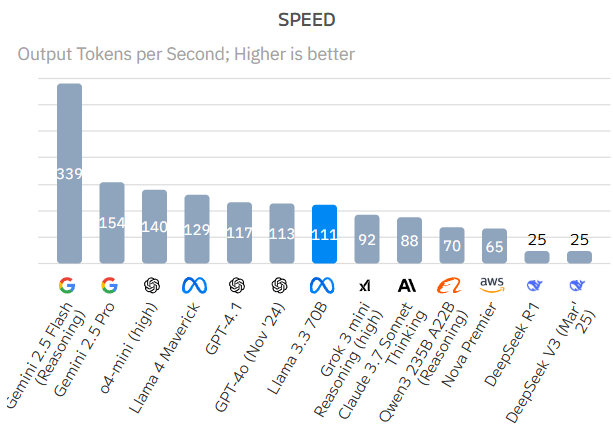 SPEED
Output Tokens per Second; Higher is better
339
154
140
129
117
113
111
92
88
70
65
25
25
aws
Gemini 2.5 Flash
(Reasoning)
Gemini 2.5 Pro
o4-mini (high)
Llama 4 Maverick
GPT-4.1
GPT-4o (Nov '24)
Llama 3.3 70B
Grok 3 mini
Reasoning (high)
Claude 3.7 Sonnet
Thinking
Qwen3 235B A22B
(Reasoning)
Nova Premier
DeepSeek R1
DeepSeek V3 (Mar'
25)